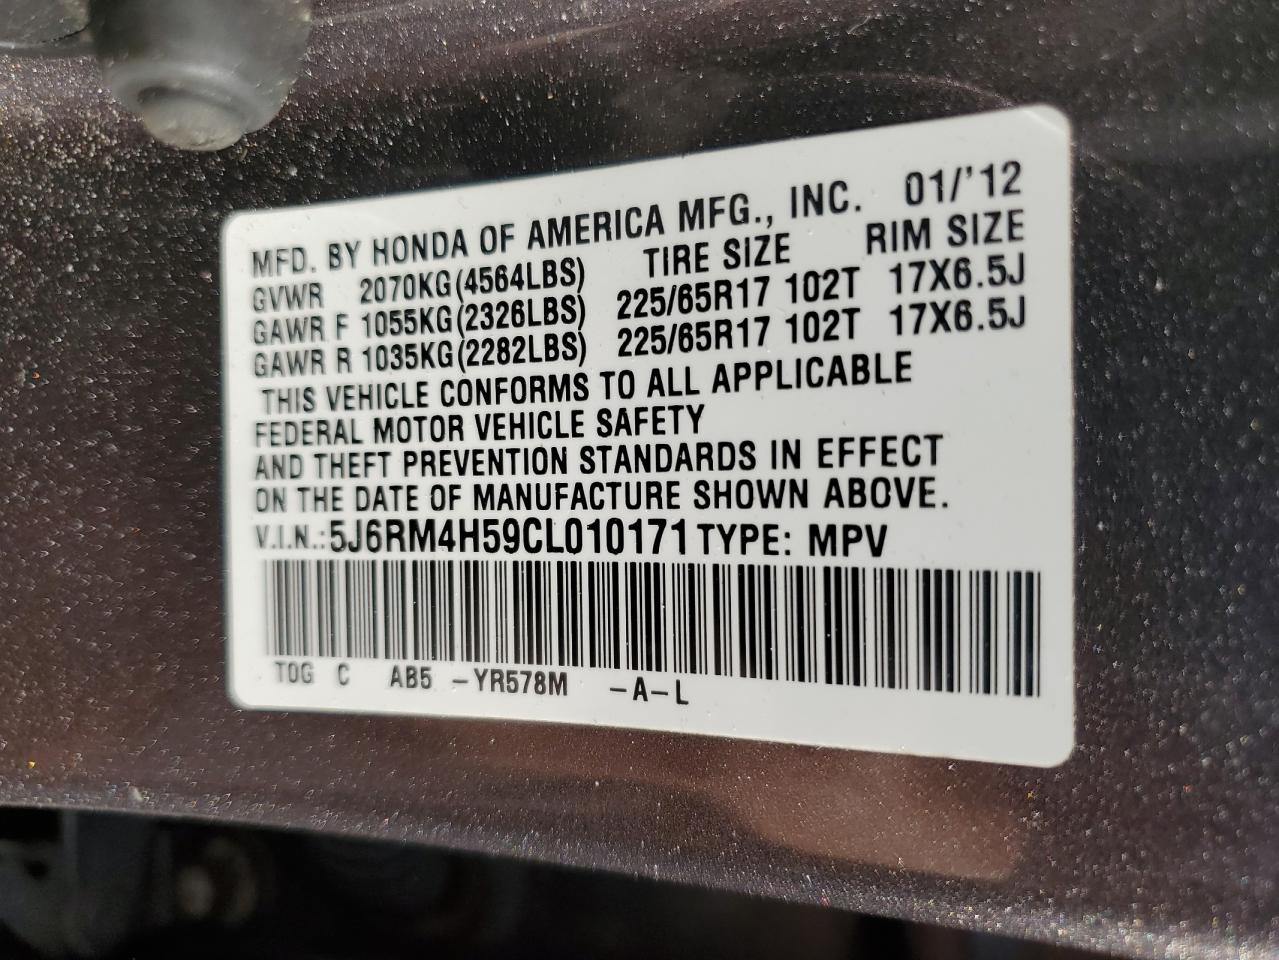 MFD. BY HONDA OF AMERICA MFG., INC. 01/'12
GVWR 2070KG(4564LBS) TIRE SIZE RIM SIZE
GAWR F 1055KG(2326LBS) 225/65R17 102T 17X6.5J
GAWR R 1035KG(2282LBS) 225/65R17 102T 17X6.5J
THIS VEHICLE CONFORMS TO ALL APPLICABLE
FEDERAL MOTOR VEHICLE SAFETY
AND THEFT PREVENTION STANDARDS IN EFFECT
ON THE DATE OF MANUFACTURE SHOWN ABOVE.
V.I.N.:5J6RM4H59CL010171 TYPE: MPV
TOG C AB5 -YR578M -A-L